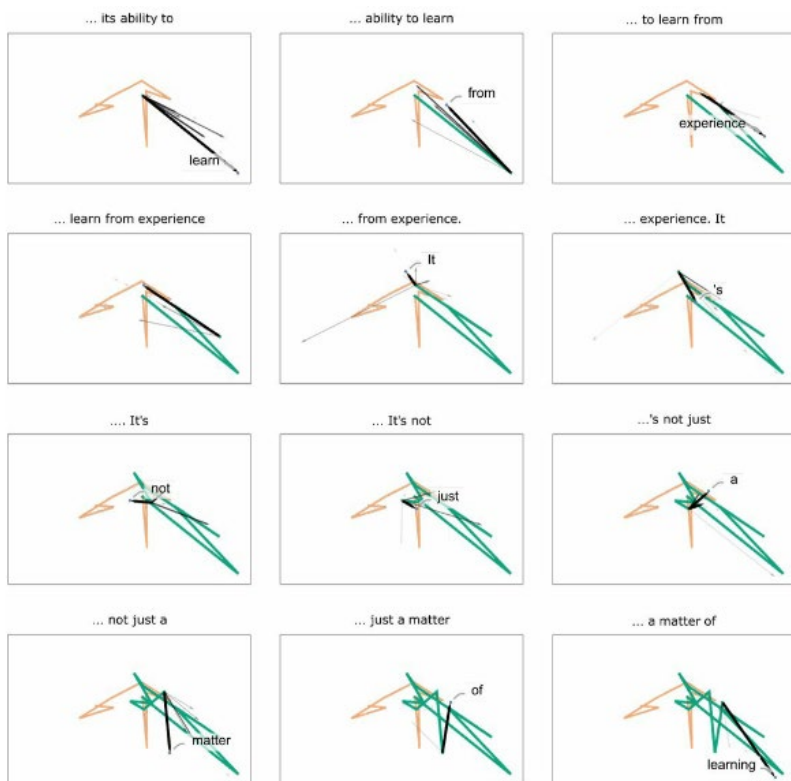 ... its ability to
... ability to learn
... to learn from
learn
from
experience
... learn from experience
... from experience.
... experience. It
It
's
.... It's
... It's not
...'s not just
not
just
a
... not just a
... just a matter
... a matter of
matter
of
learning